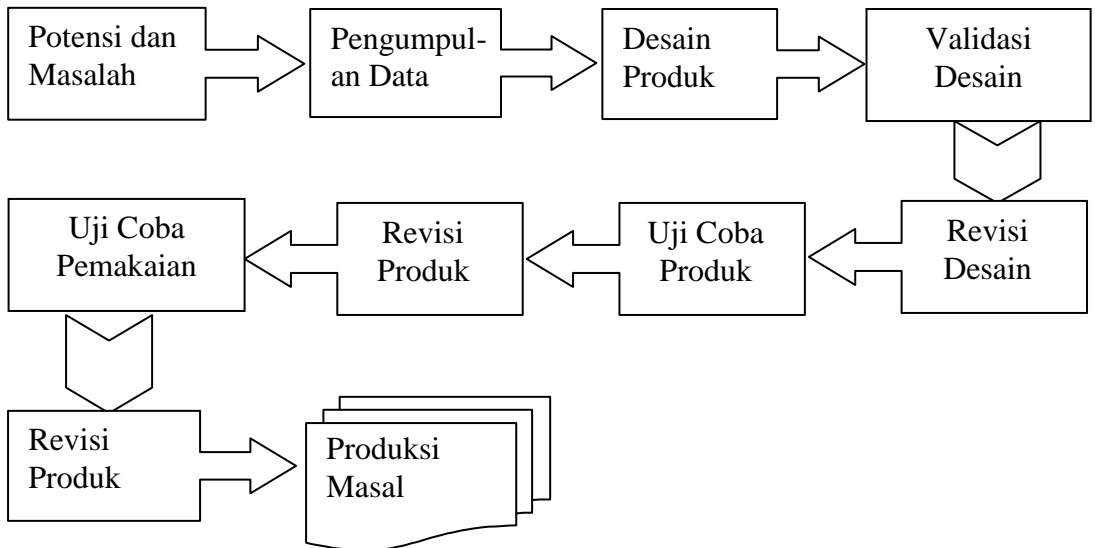 Potensi dan
Masalah
Pengumpul-
an Data
Desain
Produk
Validasi
Desain
Revisi
Desain
Uji Coba
Produk
Revisi
Produk
Uji Coba
Pemakaian
Revisi
Produk
Produksi
Masal